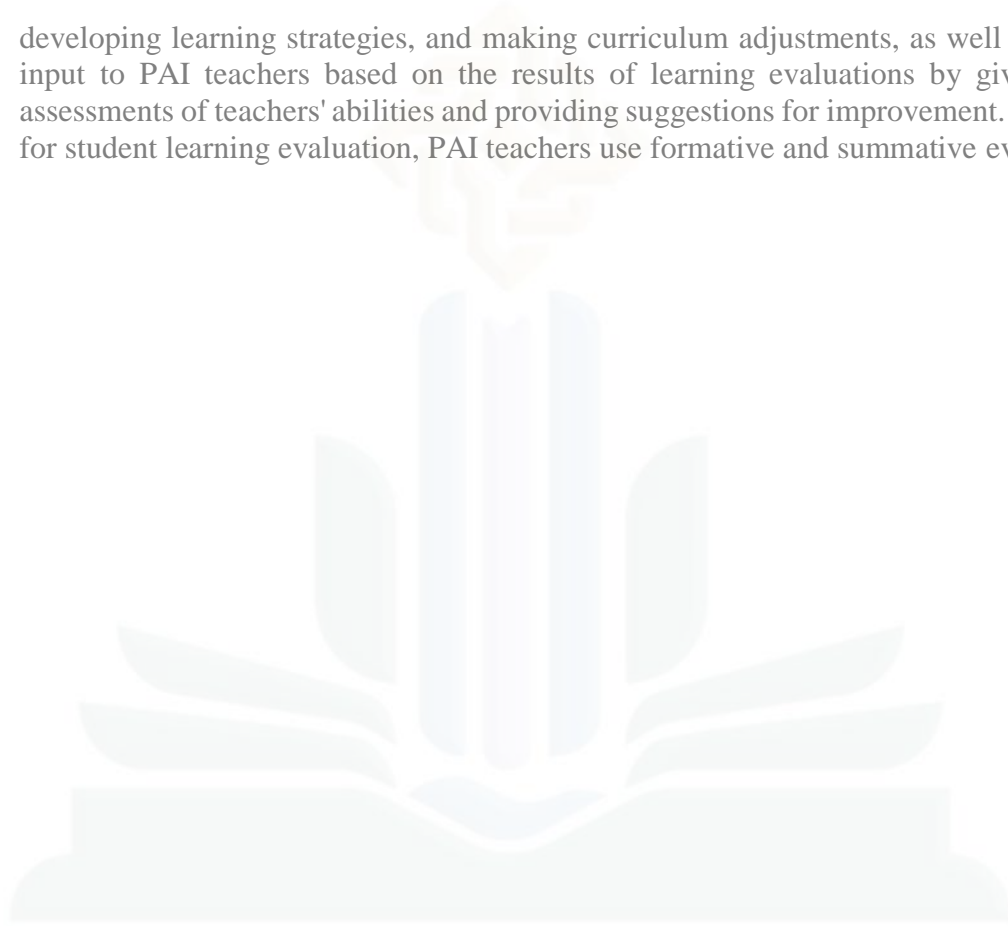 developing learning strategies, and making curriculum adjustments, as well
input to PAI teachers based on the results of learning evaluations by
assessments of teachers' abilities and providing suggestions for improvement.
for student learning evaluation, PAI teachers use formative and summative